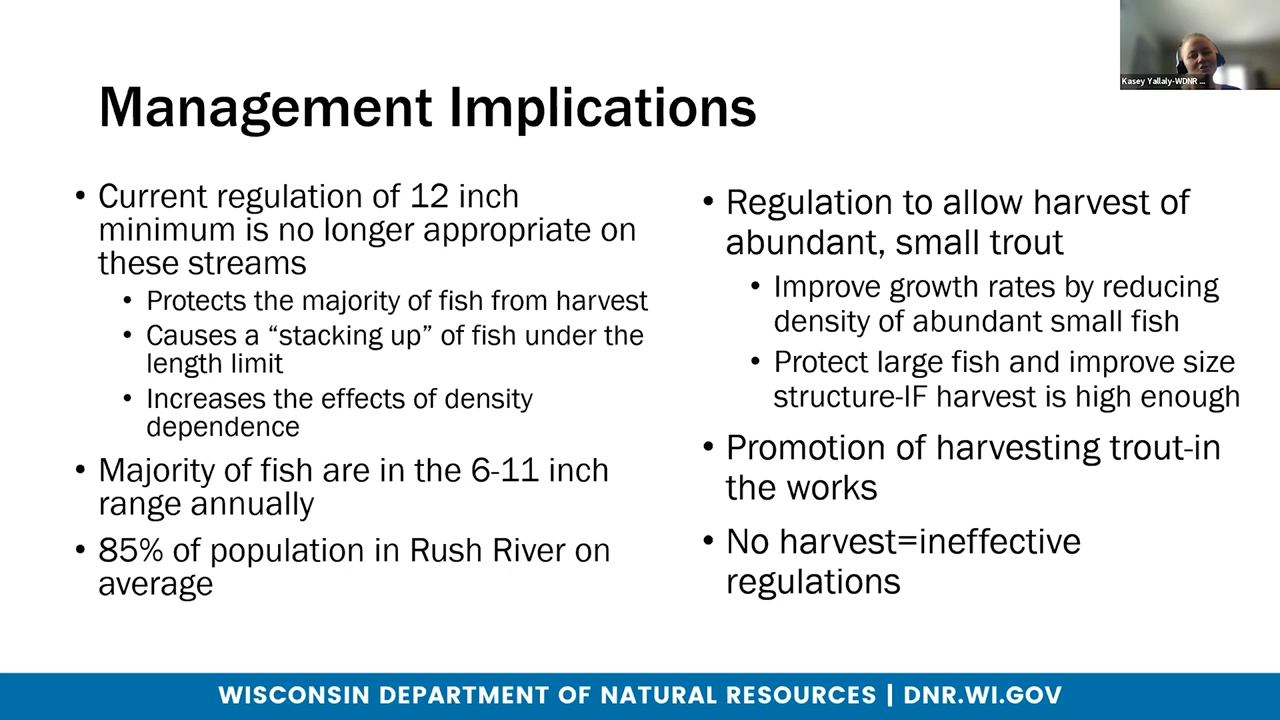 Kasey Yallaly-WDNR ...
Management Implications
• Current regulation of 12 inch
minimum is no longer appropriate on
these streams
• Protects the majority of fish from harvest
• Causes a “stacking up” of fish under the
length limit
• Increases the effects of density
dependence
• Majority of fish are in the 6-11 inch
range annually
• 85% of population in Rush River on
average
• Regulation to allow harvest of
abundant, small trout
• Improve growth rates by reducing
density of abundant small fish
• Protect large fish and improve size
structure-IF harvest is high enough
• Promotion of harvesting trout-in
the works
• No harvest=ineffective
regulations
WISCONSIN DEPARTMENT OF NATURAL RESOURCES | DNR.WI.GOV